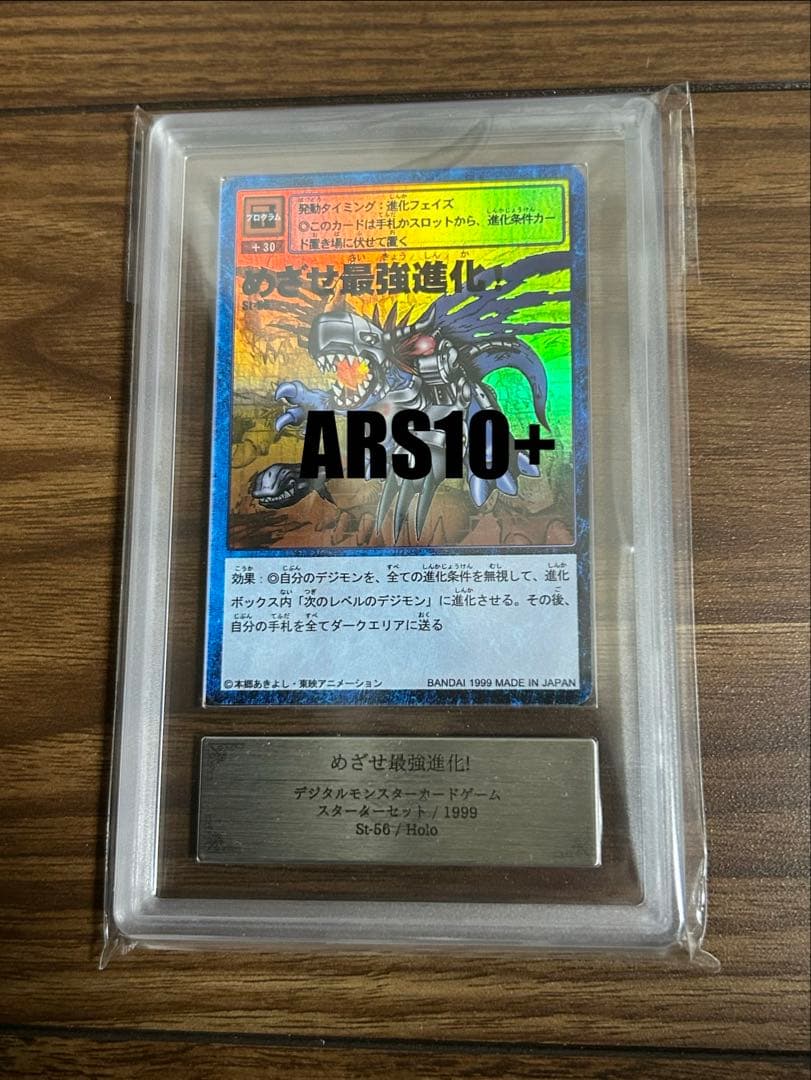 プログラム
+30
発動タイミング：進化フェイズ
◎このカードは手札かスロットから、進化条件カー
ド置き場に伏せて置く
めざせ最強進化！
St-56
ARS10+
効果：◎自分のデジモンを、全ての進化条件を無視して、進化
ボックス内「次のレベルのデジモン」に進化させる。その後、
自分の手札を全てダークエリアに送る
©本郷あきよし・東映アニメーション
BANDAI 1999 MADE IN JAPAN
めざせ最強進化!
デジタルモンスターカードゲーム
スターターセット / 1999
St-56 / Holo